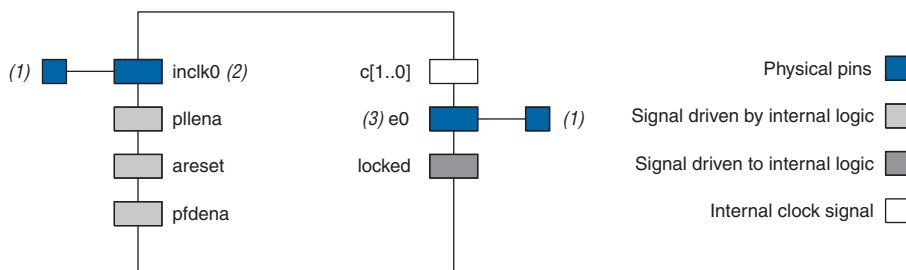 (1) inclk0 (2) c[1..0] Physical pins
pllena (3) e0 (1) Signal driven by internal logic
areset locked Signal driven to internal logic
pfdena Internal clock signal